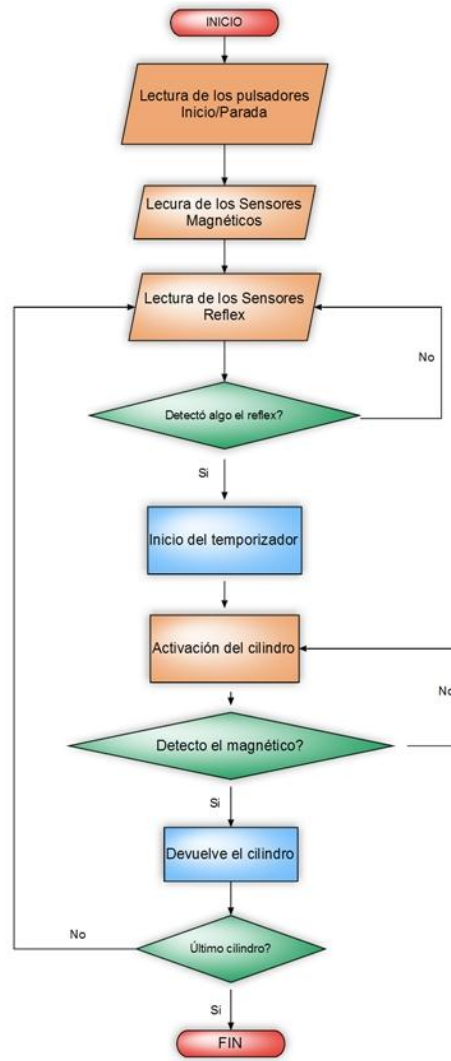 INICIO
Lectura de los pulsadores
Inicio/Parada
Lecura de los Sensores
Magnéticos
Lectura de los Sensores
Reflex
No
Detectó algo el reflex?
Si
Inicio del temporizador
Activación del cilindro
No
Detecto el magnético?
Si
Devuelve el cilindro
No
Último cilindro?
Si
FIN